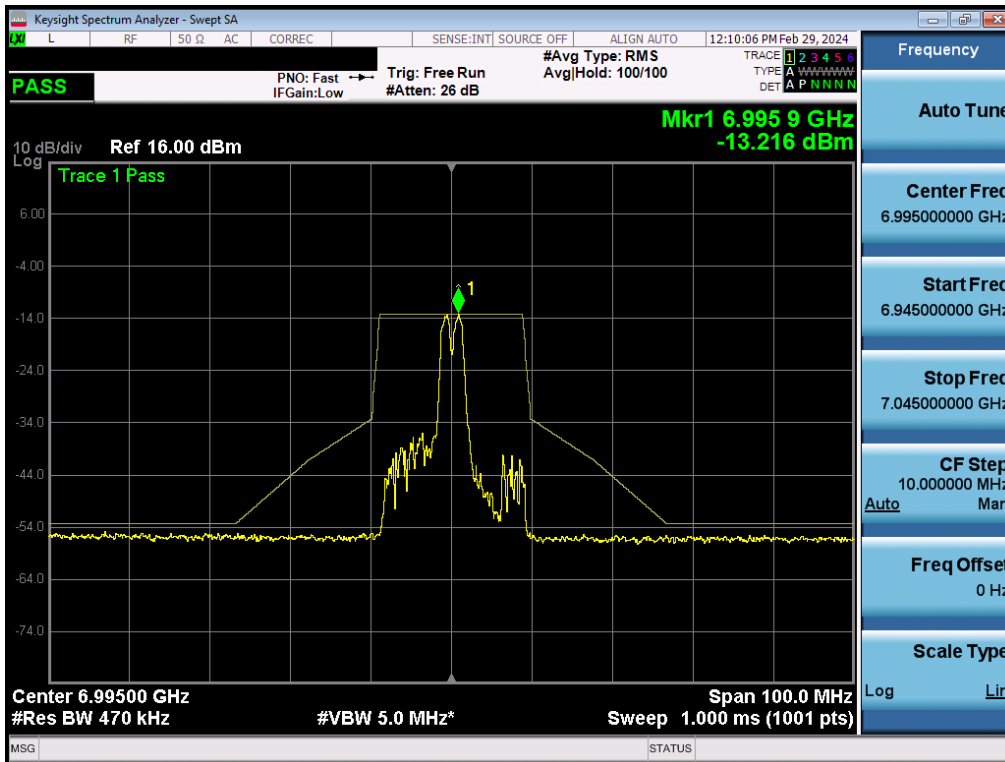 Keysight Spectrum Analyzer - Swept SA
LXI L RF 50 Ω AC CORREC SENSE:INT SOURCE OFF ALIGN AUTO 12:10:06 PM Feb 29, 2024
PASS
PNO: Fast
IFGain:Low
Trig: Free Run
#Atten: 26 dB
#Avg Type: RMS
Avg|Hold: 100/100
TRACE 1 2 3 4 5 6
TYPE A WWWWW
DET A P N N N N
Mkr1 6.995 9 GHz
-13.216 dBm
10 dB/div Ref 16.00 dBm
Log
Trace 1 Pass
1
6.00
-4.00
-14.0
-24.0
-34.0
-44.0
-54.0
-64.0
-74.0
Center 6.99500 GHz Span 100.0 MHz
#Res BW 470 kHz #VBW 5.0 MHz* Sweep 1.000 ms (1001 pts)
MSG STATUS
Frequency
Auto Tune
Center Freq
6.995000000 GHz
Start Freq
6.945000000 GHz
Stop Freq
7.045000000 GHz
CF Step
10.000000 MHz
Auto Man
Freq Offset
0 Hz
Scale Type
Log Lin